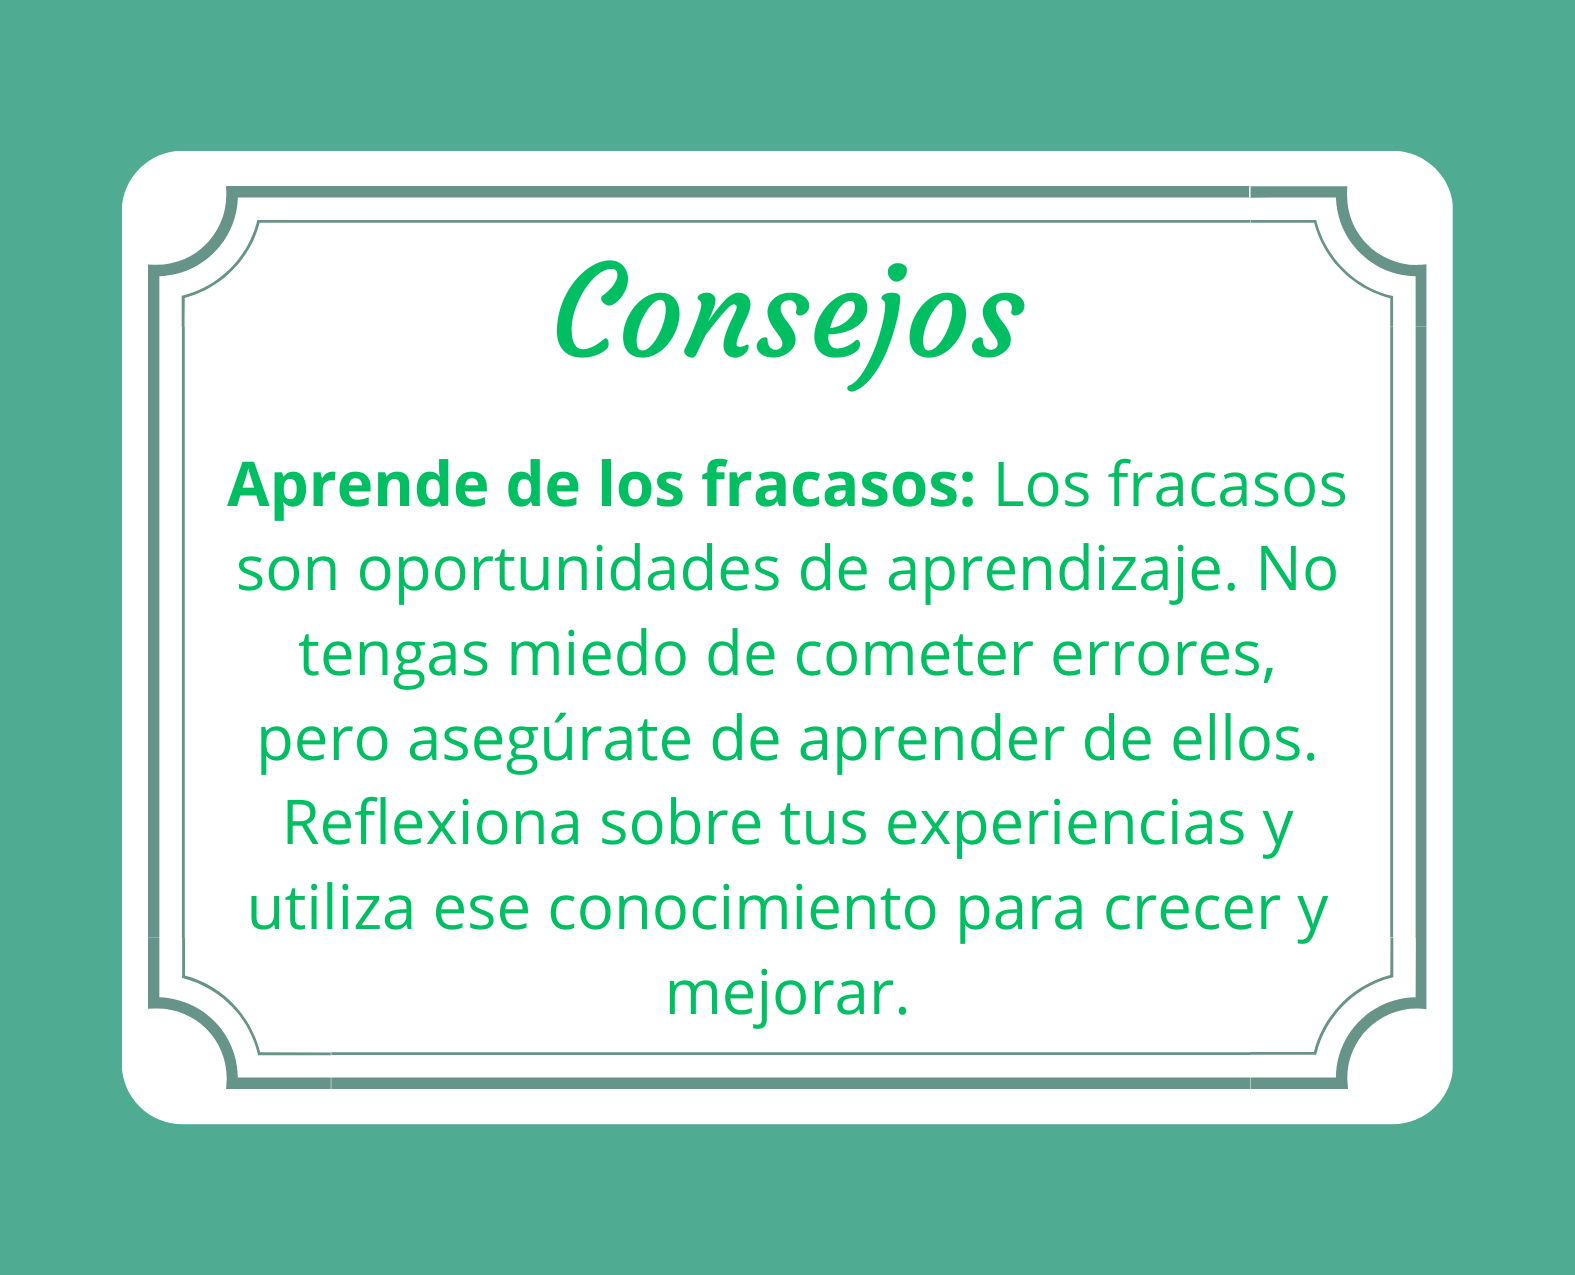 Consejos
Aprende de los fracasos: Los fracasos
son oportunidades de aprendizaje. No
tengas miedo de cometer errores,
pero asegúrate de aprender de ellos.
Reflexiona sobre tus experiencias y
utiliza ese conocimiento para crecer y
mejorar.